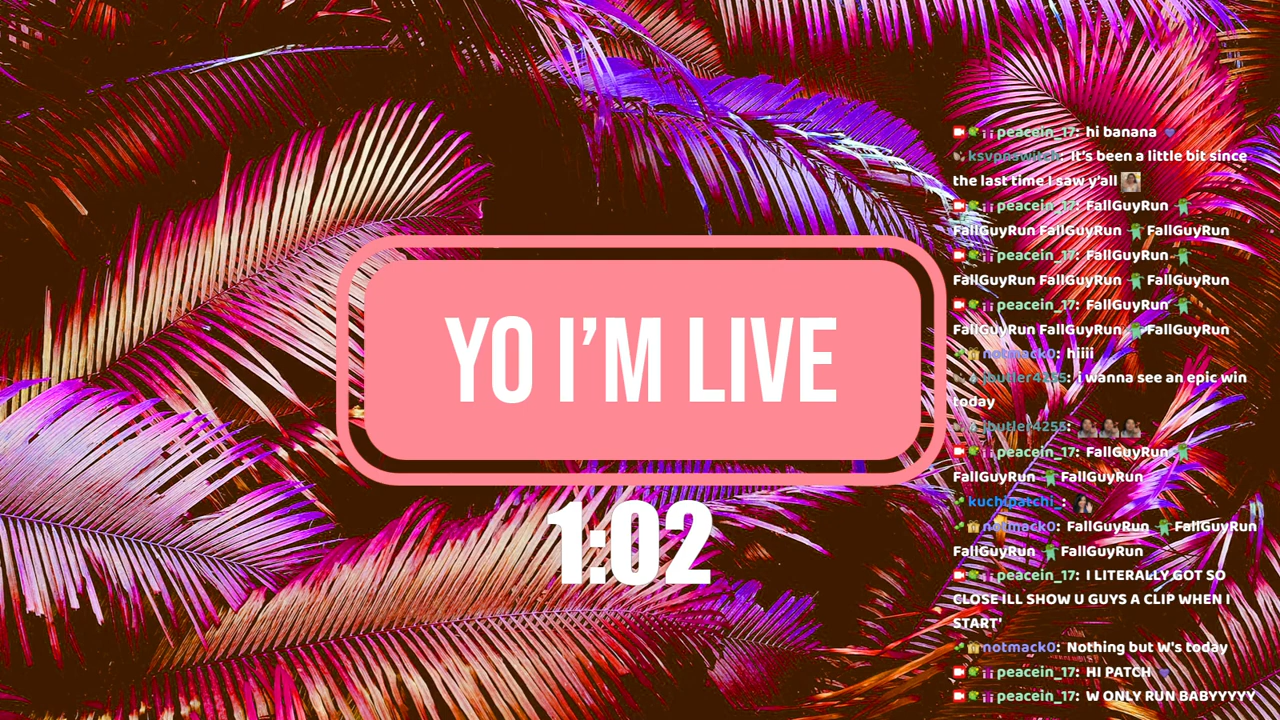 YO I’M LIVE
1:02
peacein_17: hi banana
ksvpnswitch: It's been a little bit since
the last time I saw y'all
peacein_17: FallGuyRun
FallGuyRun FallGuyRun FallGuyRun
peacein_17: FallGuyRun
FallGuyRun FallGuyRun FallGuyRun
peacein_17: FallGuyRun
FallGuyRun FallGuyRun FallGuyRun
notmack0: hiiii
jbutler4255: i wanna see an epic win
today
jbutler4255:
peacein_17: FallGuyRun
FallGuyRun FallGuyRun
kuchipatchi_:
notmack0: FallGuyRun FallGuyRun
FallGuyRun FallGuyRun
peacein_17: I LITERALLY GOT SO
CLOSE ILL SHOW U GUYS A CLIP WHEN I
START'
notmack0: Nothing but W's today
peacein_17: HI PATCH
peacein_17: W ONLY RUN BABYYYYY